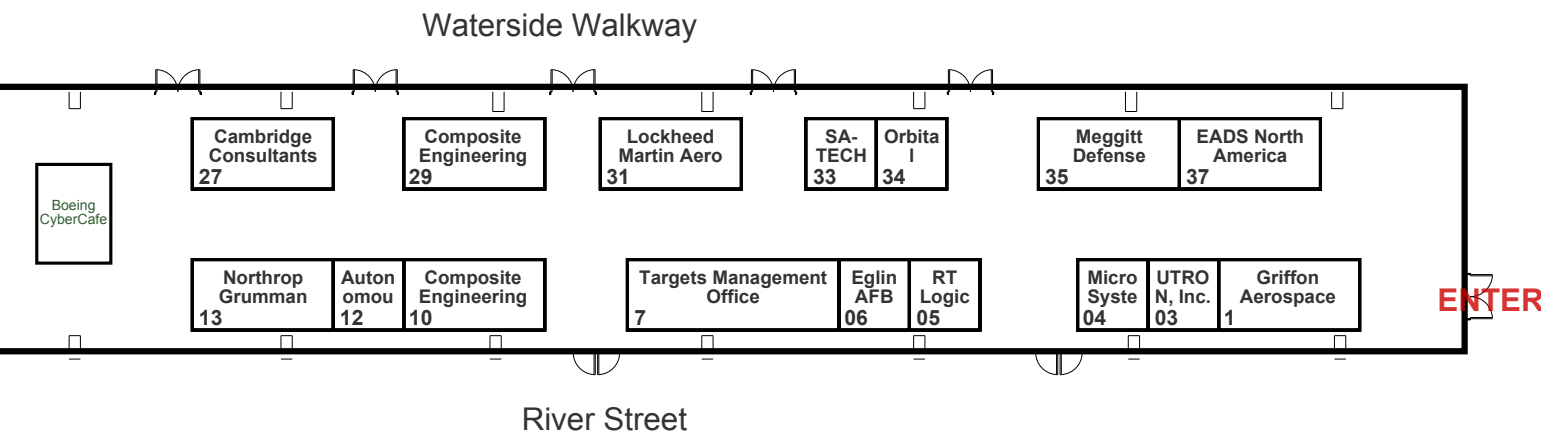 Waterside Walkway
Cambridge
Consultants
27
Composite
Engineering
29
Lockheed
Martin Aero
31
SA-
TECH
33
Orbita
l
34
Meggitt
Defense
35
EADS North
America
37
Boeing
CyberCafe
Northrop
Grumman
13
Auton
omou
12
Composite
Engineering
10
Targets Management
Office
7
Eglin
AFB
06
RT
Logic
05
Micro
Syste
04
UTRO
N, Inc.
03
Griffon
Aerospace
1
ENTER
River Street